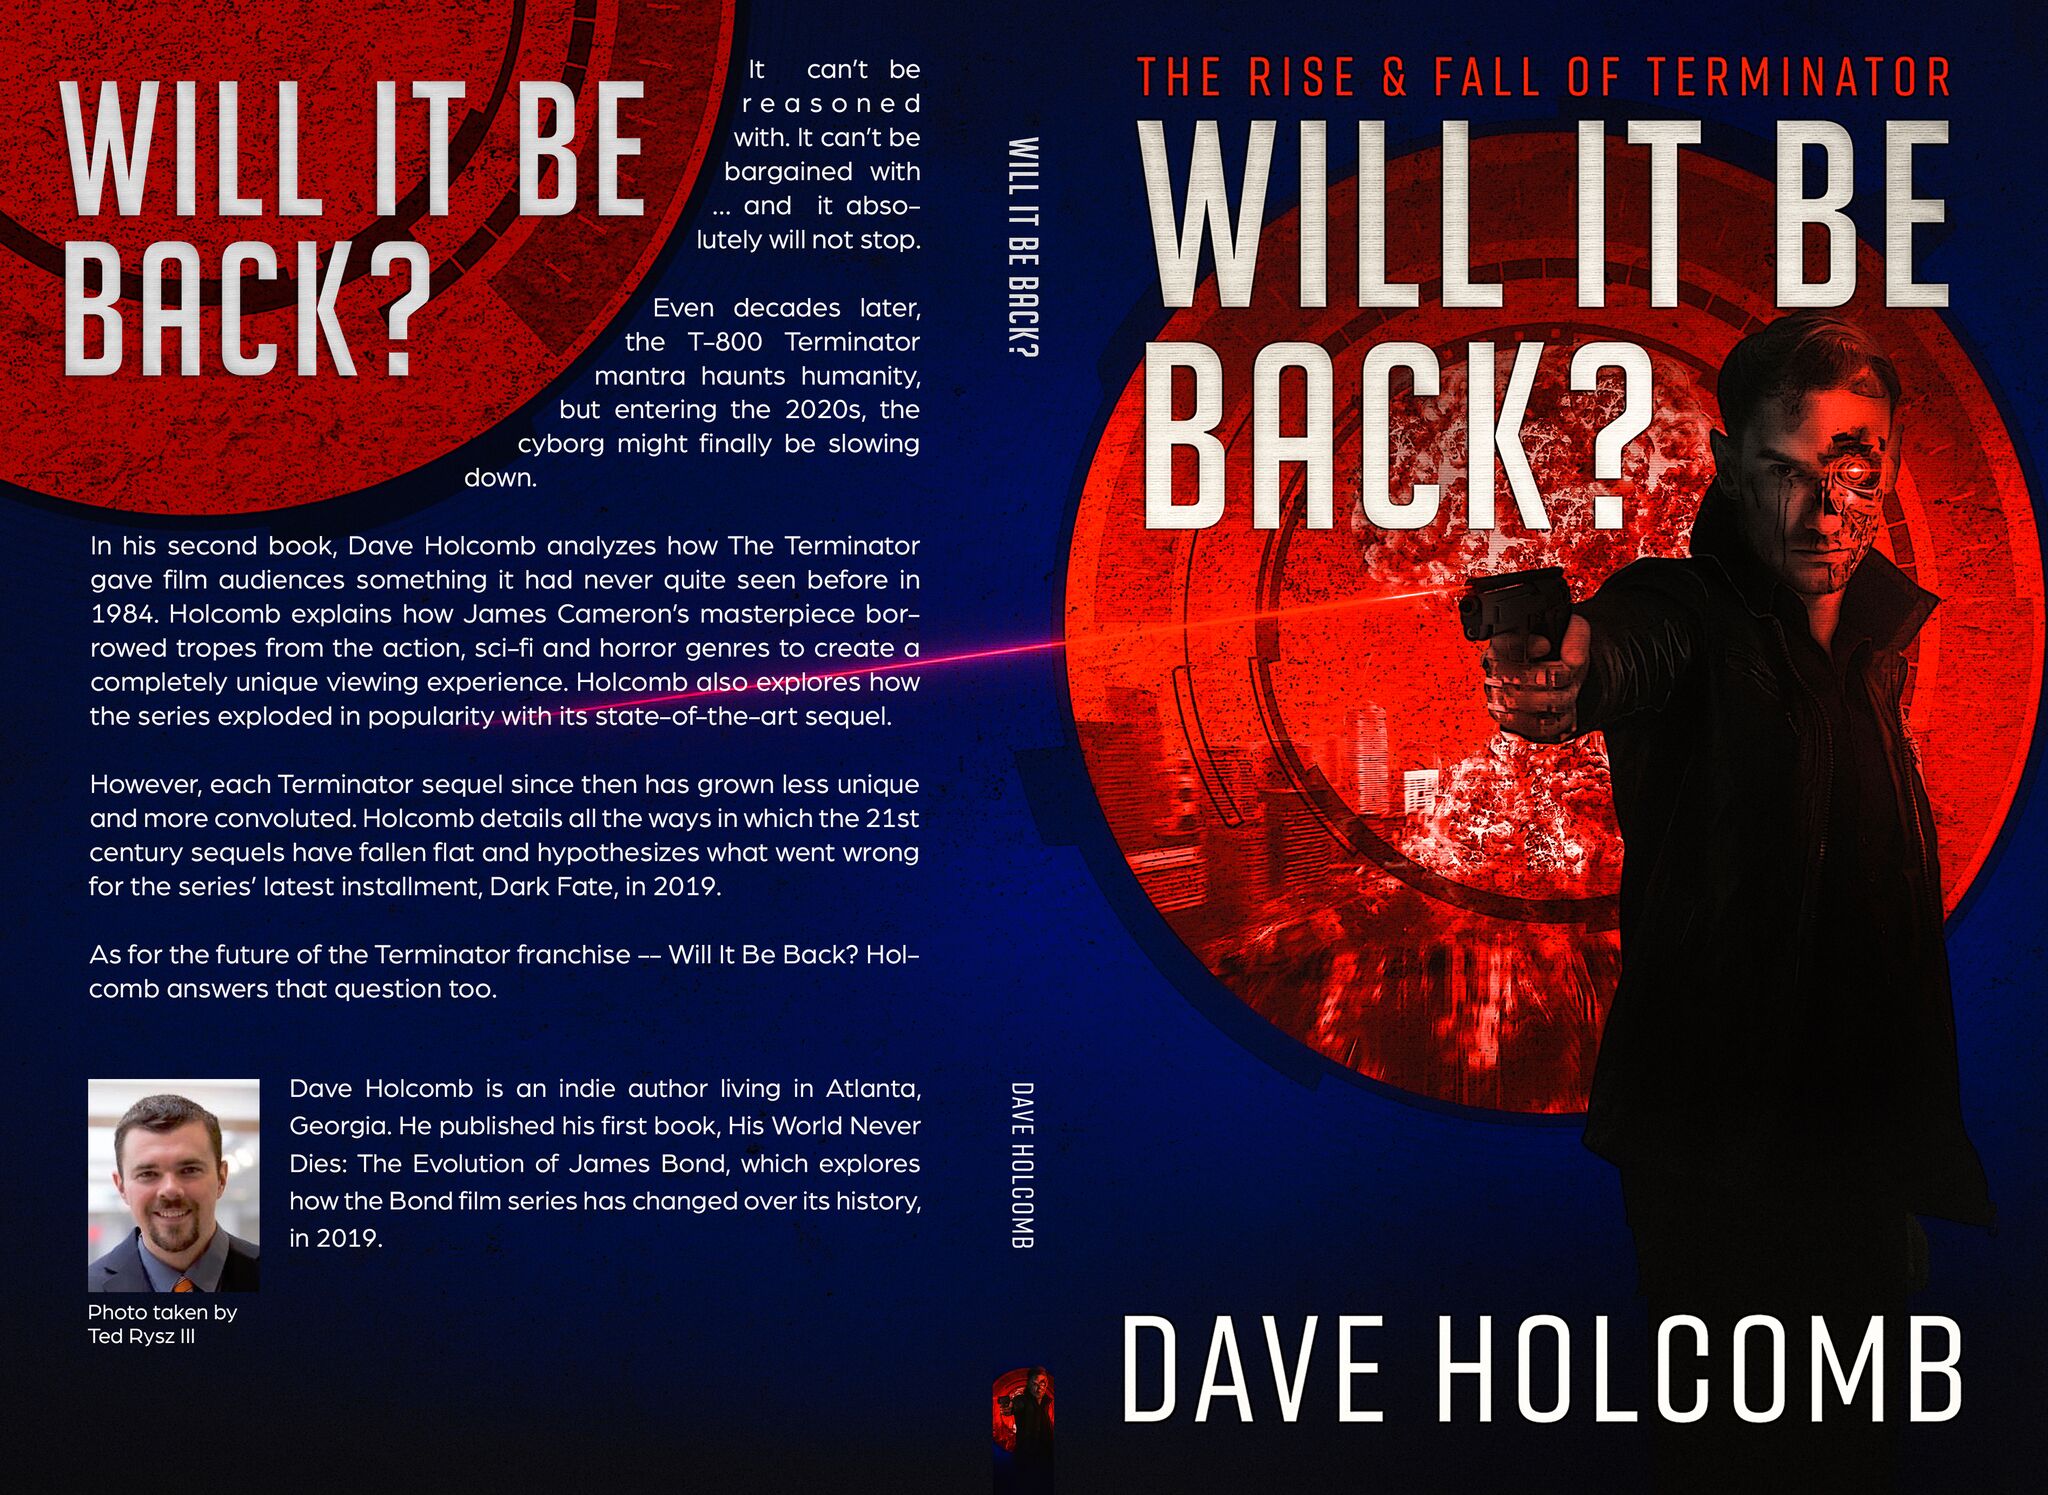 WILL IT BE
BACK?
It can't be
reasoned
with. It can't be
bargained with
... and it abso-
lutely will not stop.
Even decades later,
the T-800 Terminator
mantra haunts humanity,
but entering the 2020s, the
cyborg might finally be slowing
down.
In his second book, Dave Holcomb analyzes how The Terminator
gave film audiences something it had never quite seen before in
1984. Holcomb explains how James Cameron's masterpiece bor-
rowed tropes from the action, sci-fi and horror genres to create a
completely unique viewing experience. Holcomb also explores how
the series exploded in popularity with its state-of-the-art sequel.
However, each Terminator sequel since then has grown less unique
and more convoluted. Holcomb details all the ways in which the 21st
century sequels have fallen flat and hypothesizes what went wrong
for the series' latest installment, Dark Fate, in 2019.
As for the future of the Terminator franchise -- Will It Be Back? Hol-
comb answers that question too.
Dave Holcomb is an indie author living in Atlanta,
Georgia. He published his first book, His World Never
Dies: The Evolution of James Bond, which explores
how the Bond film series has changed over its history,
in 2019.
Photo taken by
Ted Rysz III
WILL IT BE BACK?
DAVE HOLCOMB
THE RISE & FALL OF TERMINATOR
WILL IT BE
BACK?
DAVE HOLCOMB